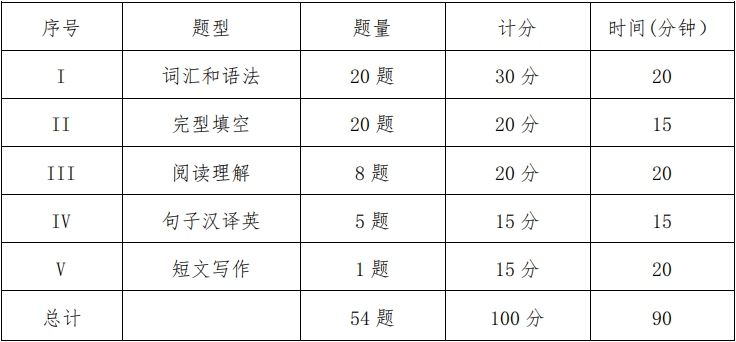 序号 题型 题量 计分 时间(分钟）
I 词汇和语法 20 题 30 分 20
II 完型填空 20 题 20 分 15
III 阅读理解 8 题 20 分 20
IV 句子汉译英 5 题 15 分 15
V 短文写作 1 题 15 分 20
总计 54 题 100 分 90